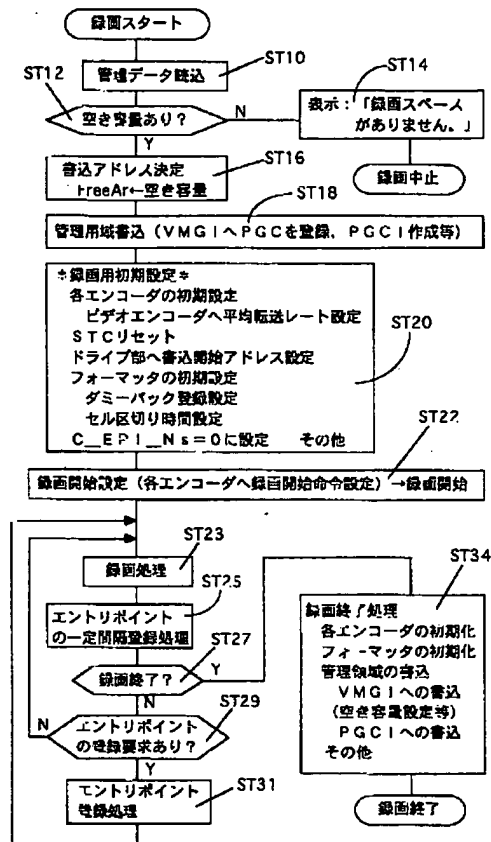 録画スタート
ST10
管理データ読込
ST12
空き容量あり？
N
Y
ST14
表示：「録画スペース
がありません。」
録画中止
ST16
書込アドレス決定
FreeAr←空き容量
ST18
管理用域書込（VMGIへPGCを登録、PGCI作成等）
ST20
＊録画用初期設定＊
各エンコーダの初期設定
ビデオエンコーダへ平均転送レート設定
STCリセット
ドライブ部へ書込開始アドレス設定
フォーマッタの初期設定
ダミーパック登録設定
セル区切り時間設定
C_EPI_Ns＝0に設定　その他
ST22
録画開始設定（各エンコーダへ録画開始命令設定）→録画開始
ST23
録画処理
ST25
エントリポイント
の一定間隔登録処理
ST27
録画終了？
Y
N
ST29
エントリポイント
の登録要求あり？
N
Y
ST31
エントリポイント
登録処理
ST34
録画終了処理
各エンコーダの初期化
フォーマッタの初期化
管理領域の書込
VMGIへの書込
（空き容量設定等）
PGCIへの書込
その他
録画終了